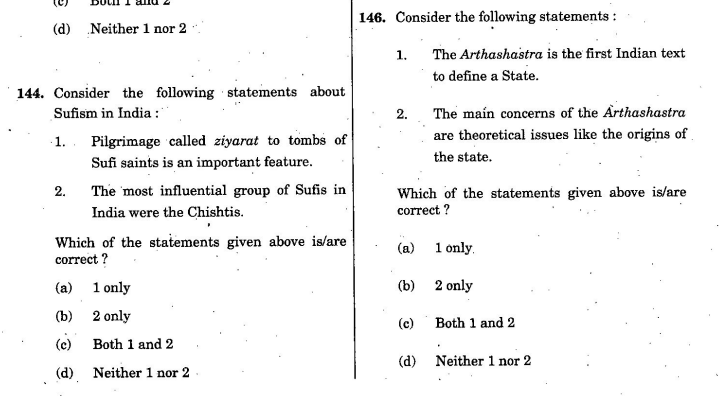 (c) Both 1 and 2
(d) Neither 1 nor 2
144. Consider the following statements about
Sufism in India :
1. Pilgrimage called ziyarat to tombs of
Sufi saints is an important feature.
2. The most influential group of Sufis in
India were the Chishtis.
Which of the statements given above is/are
correct ?
(a) 1 only
(b) 2 only
(c) Both 1 and 2
(d) Neither 1 nor 2
146. Consider the following statements :
1. The Arthashastra is the first Indian text
to define a State.
2. The main concerns of the Arthashastra
are theoretical issues like the origins of
the state.
Which of the statements given above is/are
correct ?
(a) 1 only
(b) 2 only
(c) Both 1 and 2
(d) Neither 1 nor 2